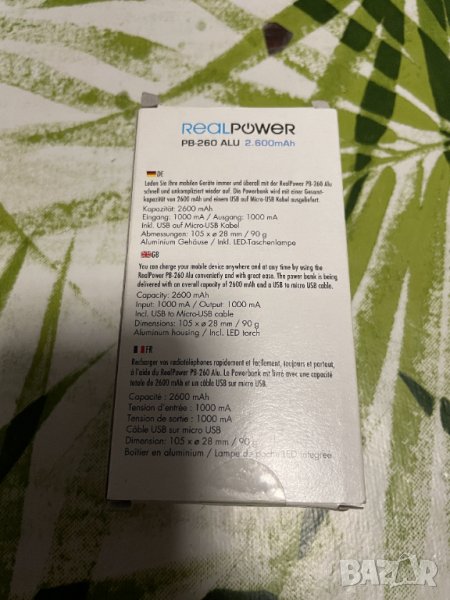 REALPOWER
PB-260 ALU 2.600mAh
DE
Laden Sie Ihre mobilen Geräte immer und überall mit der RealPower PB-260 Alu
schnell und unkompliziert wieder auf. Die Powerbank wird mit einer Gesamt-
kapazität von 2600 mAh und einem USB auf Micro-USB Kabel ausgeliefert.
Kapazität: 2600 mAh
Eingang: 1000 mA / Ausgang: 1000 mA
Inkl. USB auf Micro-USB Kabel
Abmessungen: 105 x ø 28 mm / 90 g
Aluminium Gehäuse / Inkl. LED-Taschenlampe
GB
You can charge your mobile device anywhere and at any time by using the
RealPower PB-260 Alu conveniently and with great ease. The power bank is being
delivered with an overall capacity of 2600 mAh and a USB to micro USB cable.
Capacity: 2600 mAh
Input: 1000 mA / Output: 1000 mA
Incl. USB to Micro-USB cable
Dimensions: 105 x ø 28 mm / 90 g
Aluminum housing / Incl. LED torch
FR
Recharger vos radiotéléphones rapidement et facilement, toujours et partout,
à l'aide du RealPower PB-260 Alu. La Powerbank est livré avec une capacité
totale de 2600 mAh et un câble USB sur micro USB.
Capacité : 2600 mAh
Tension d'entrée : 1000 mA
Tension de sortie : 1000 mA
Câble USB sur micro USB
Dimension: 105 x ø 28 mm / 90 g
Boîtier en aluminium / Lampe de poche LED intégrée
BAZAR
bg